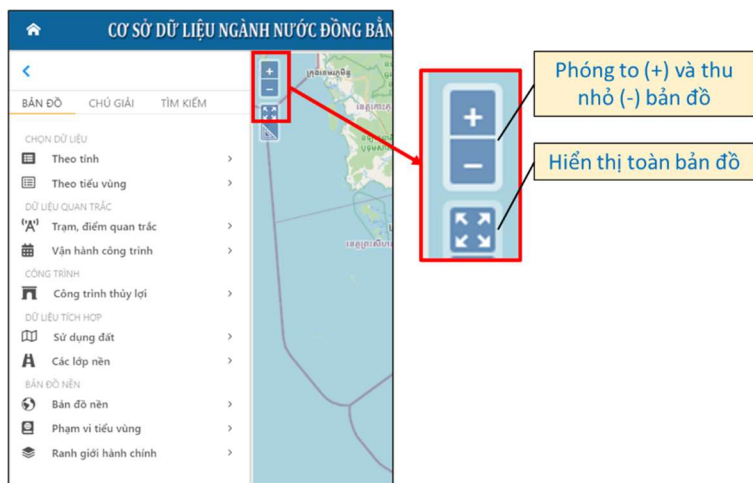 CƠ SỞ DỮ LIỆU NGÀNH NƯỚC ĐỒNG BẰN
BẢN ĐỒ CHÚ GIẢI TÌM KIẾM
CHỌN DỮ LIỆU
Theo tỉnh
Theo tiểu vùng
DỮ LIỆU QUAN TRẮC
Trạm, điểm quan trắc
Vận hành công trình
CÔNG TRÌNH
Công trình thủy lợi
DỮ LIỆU TÍCH HỢP
Sử dụng đất
Các lớp nền
BẢN ĐỒ NỀN
Bản đồ nền
Phạm vi tiểu vùng
Ranh giới hành chính
+
−
+
−
Phóng to (+) và thu
nhỏ (-) bản đồ
Hiển thị toàn bản đồ